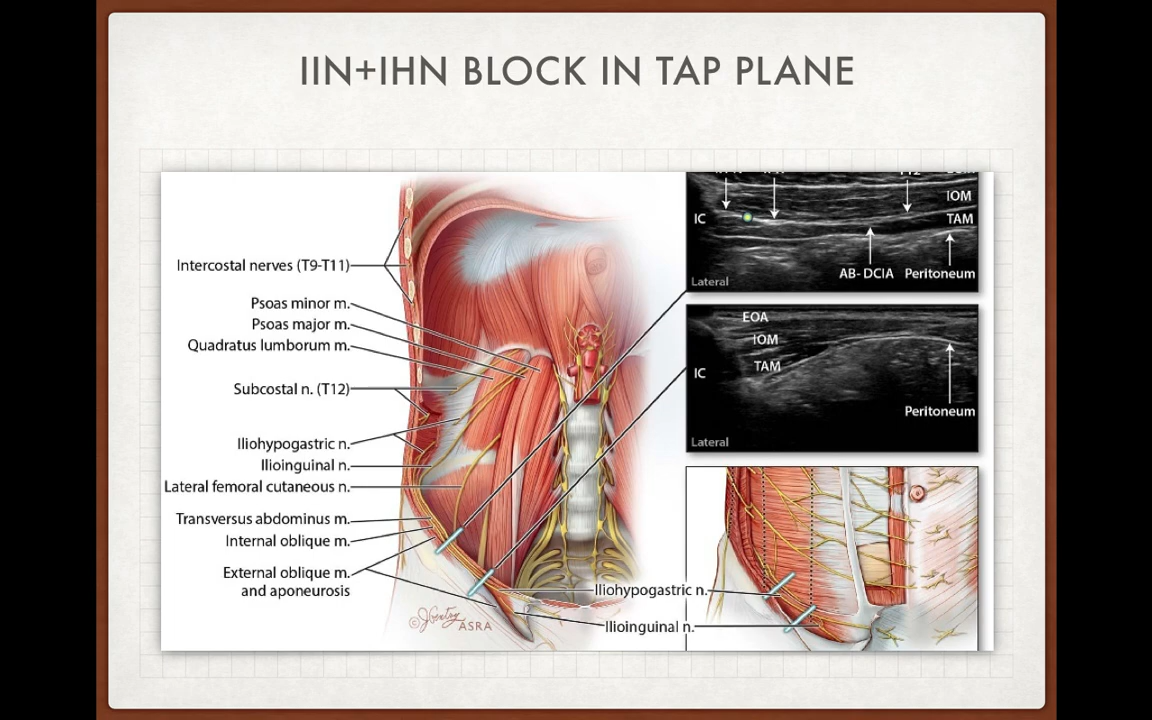 IIN+IHN BLOCK IN TAP PLANE
Intercostal nerves (T9-T11)
Psoas minor m.
Psoas major m.
Quadratus lumborum m.
Subcostal n. (T12)
Iliohypogastric n.
Ilioinguinal n.
Lateral femoral cutaneous n.
Transversus abdominus m.
Internal oblique m.
External oblique m.
and aponeurosis
ASRA
IC
IOM
TAM
AB- DCIA
Peritoneum
Lateral
EOA
IOM
TAM
IC
Peritoneum
Lateral
Iliohypogastric n.
Ilioinguinal n.